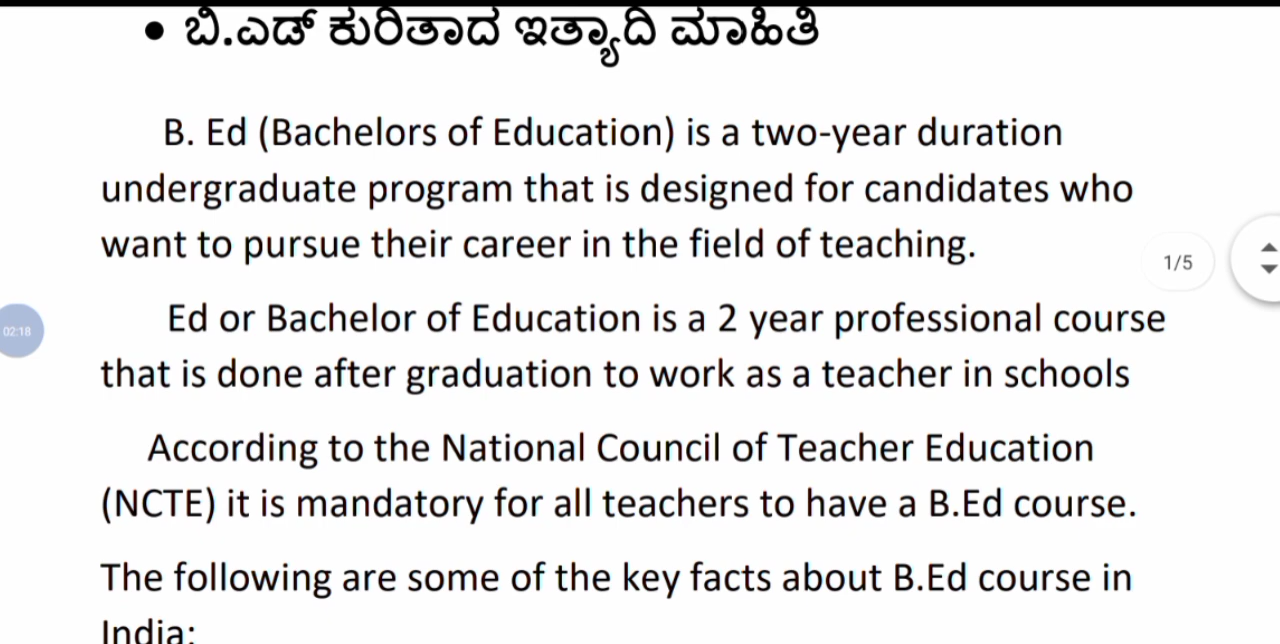 • ಬಿ.ಎಡ್ ಕುರಿತಾದ ಇತ್ಯಾದಿ ಮಾಹಿತಿ
B. Ed (Bachelors of Education) is a two-year duration
undergraduate program that is designed for candidates who
want to pursue their career in the field of teaching.
1/5
Ed or Bachelor of Education is a 2 year professional course
02:18
that is done after graduation to work as a teacher in schools
According to the National Council of Teacher Education
(NCTE) it is mandatory for all teachers to have a B.Ed course.
The following are some of the key facts about B.Ed course in
India: